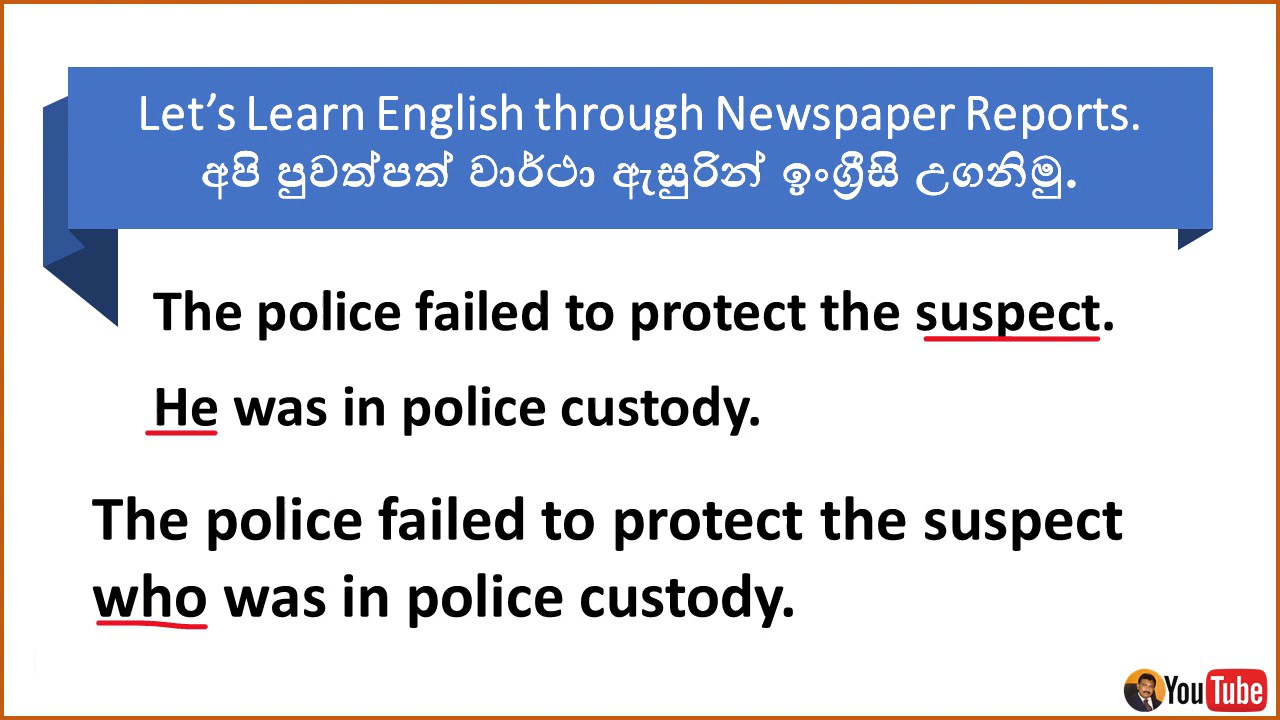 Let’s Learn English through Newspaper Reports.
අපි පුවත්පත් වාර්ථා ඇසුරින් ඉංග්‍රීසි උගනිමු.
The police failed to protect the suspect.
He was in police custody.
The police failed to protect the suspect
who was in police custody.
YouTube